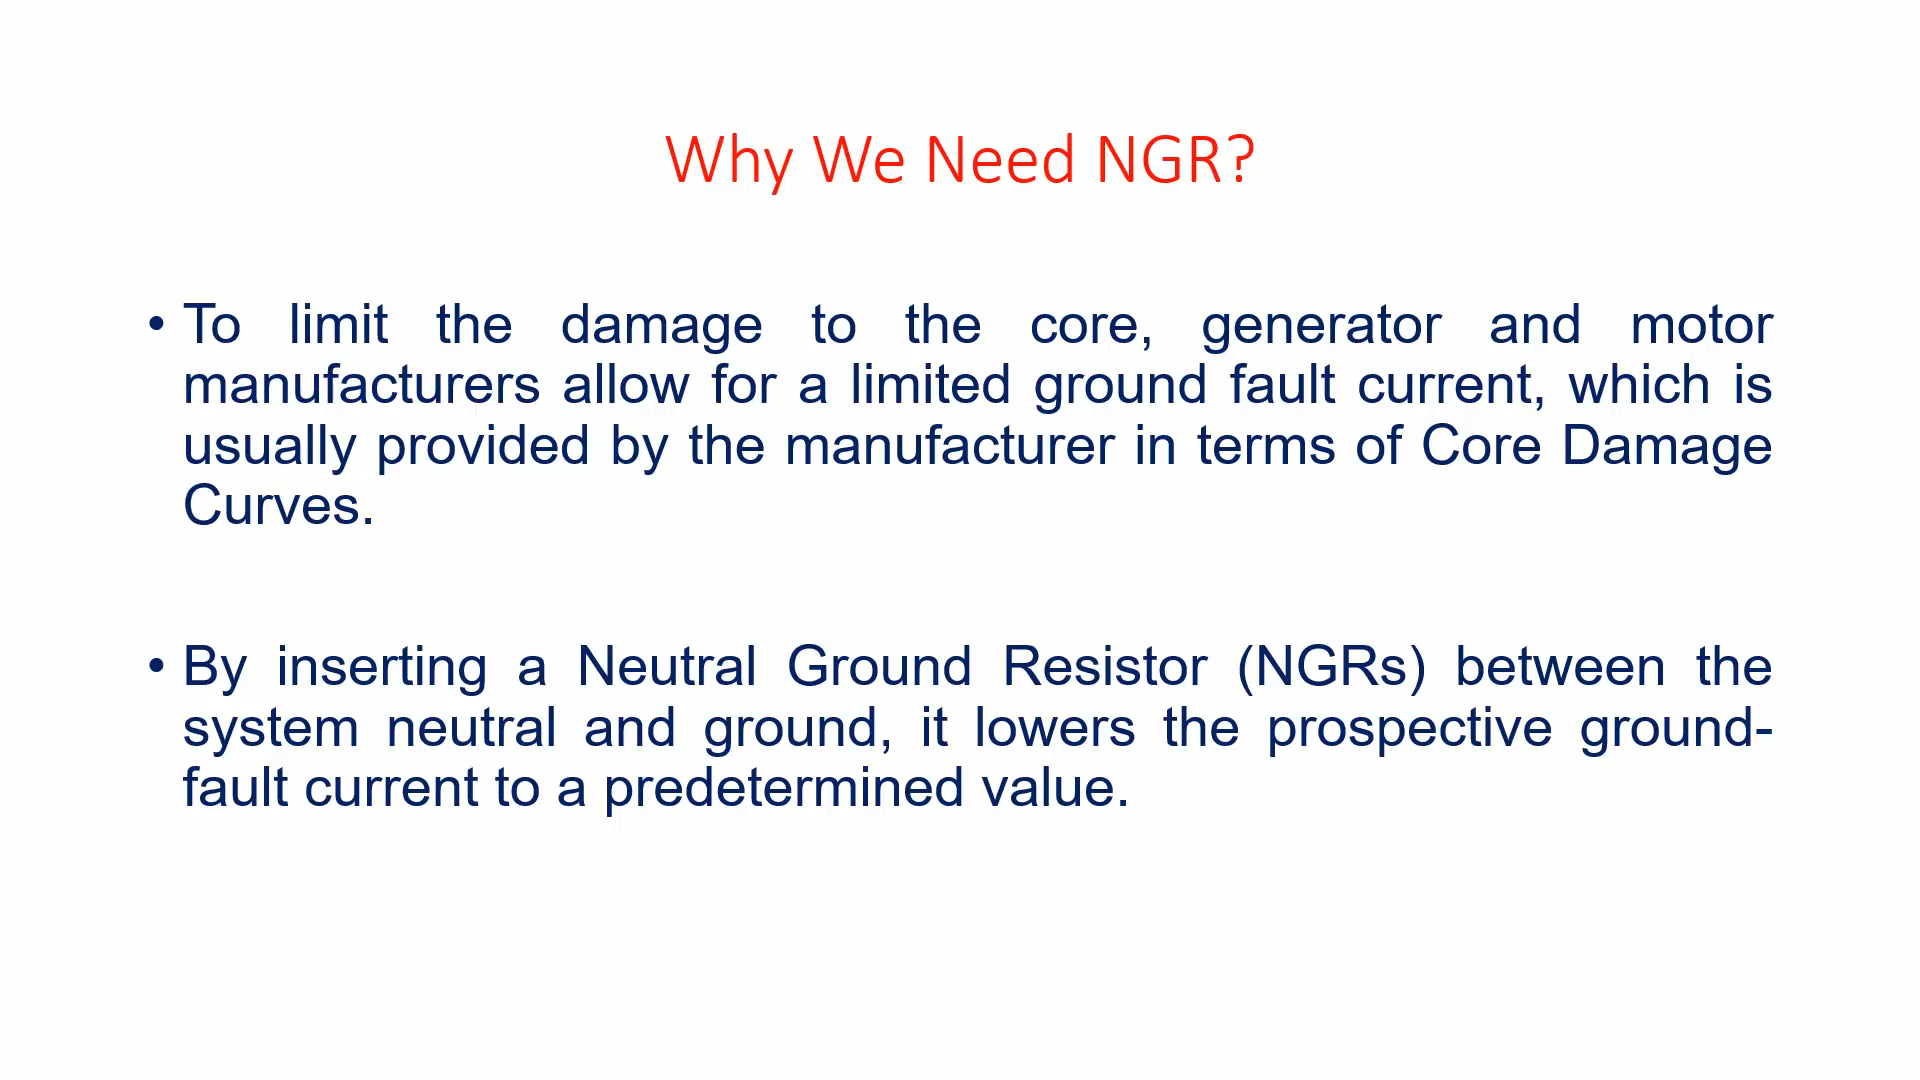 Why We Need NGR?
• To limit the damage to the core, generator and motor
manufacturers allow for a limited ground fault current, which is
usually provided by the manufacturer in terms of Core Damage
Curves.
• By inserting a Neutral Ground Resistor (NGRs) between the
system neutral and ground, it lowers the prospective ground-
fault current to a predetermined value.